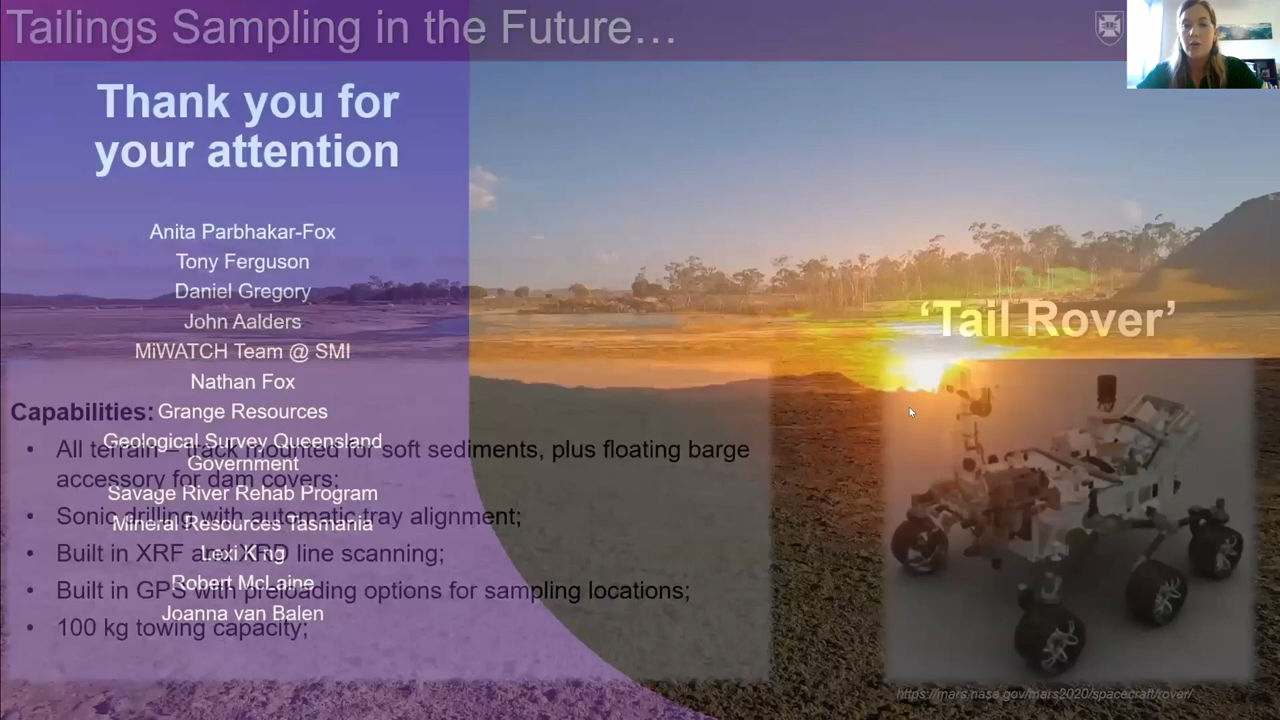 Tailings Sampling in the Future…
Thank you for
your attention
Anita Parbhakar-Fox
Tony Ferguson
Daniel Gregory
John Aalders
MiWATCH Team @ SMI
Nathan Fox
Grange Resources
Geological Survey Queensland
Government
Savage River Rehab Program
Mineral Resources Tasmania
Lexi King
Robert McLaine
Joanna van Balen
Capabilities:
• All terrain – track mounted for soft sediments, plus floating barge
accessory for dam covers;
• Sonic drilling with automatic tray alignment;
• Built in XRF and XRD line scanning;
• Built in GPS with preloading options for sampling locations;
• 100 kg towing capacity;
‘Tail Rover’
https://mars.nasa.gov/mars2020/spacecraft/rover/